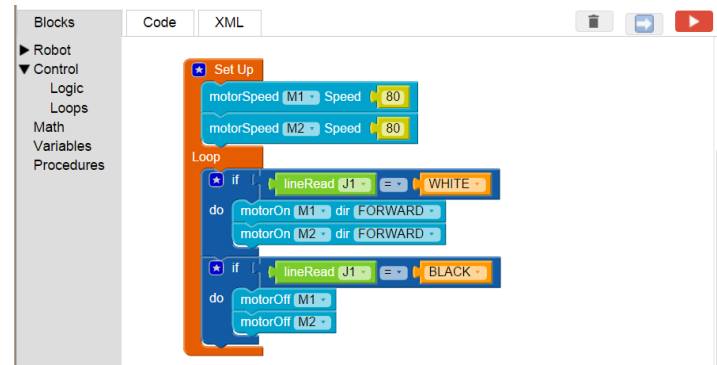 Blocks Code XML
Robot
Control
Logic
Loops
Math
Variables
Procedures
Set Up
motorSpeed M1 Speed 80
motorSpeed M2 Speed 80
Loop
if lineRead J1 = WHITE
do motorOn M1 dir FORWARD
motorOn M2 dir FORWARD
if lineRead J1 = BLACK
do motorOff M1
motorOff M2